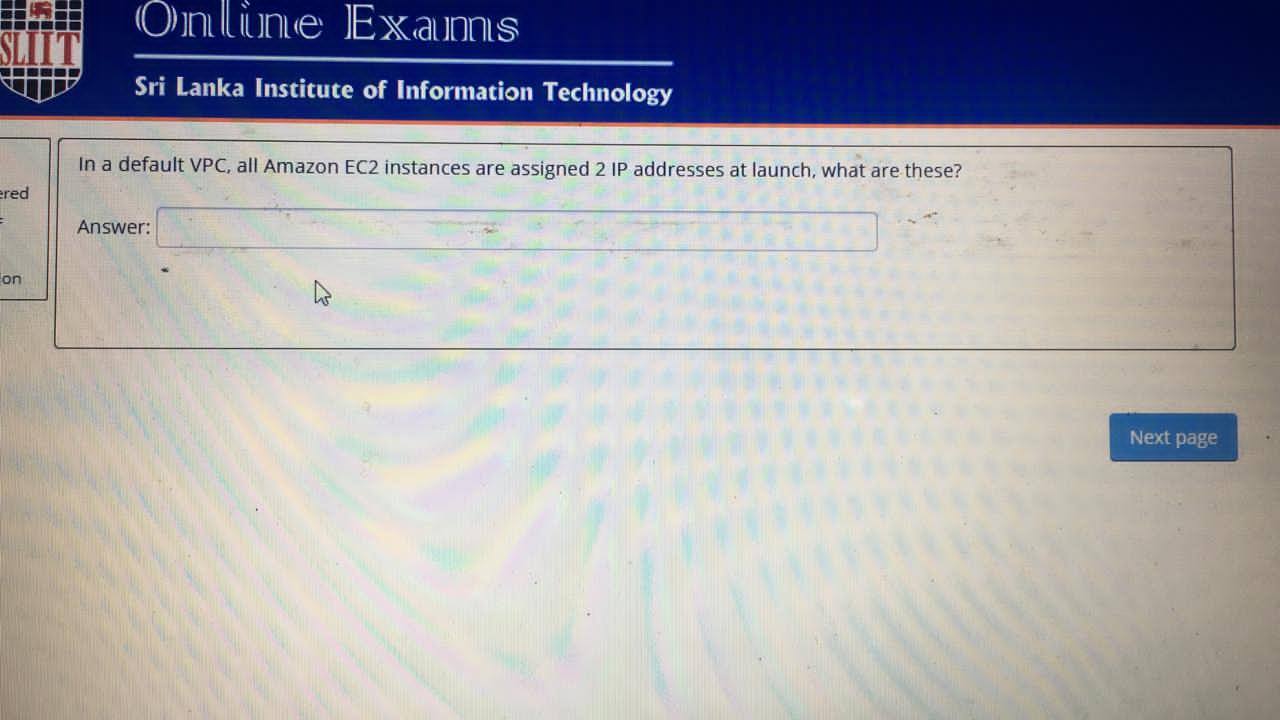 SLIIT
Online Exams
Sri Lanka Institute of Information Technology
ered
on
In a default VPC, all Amazon EC2 instances are assigned 2 IP addresses at launch, what are these?
Answer:
Next page